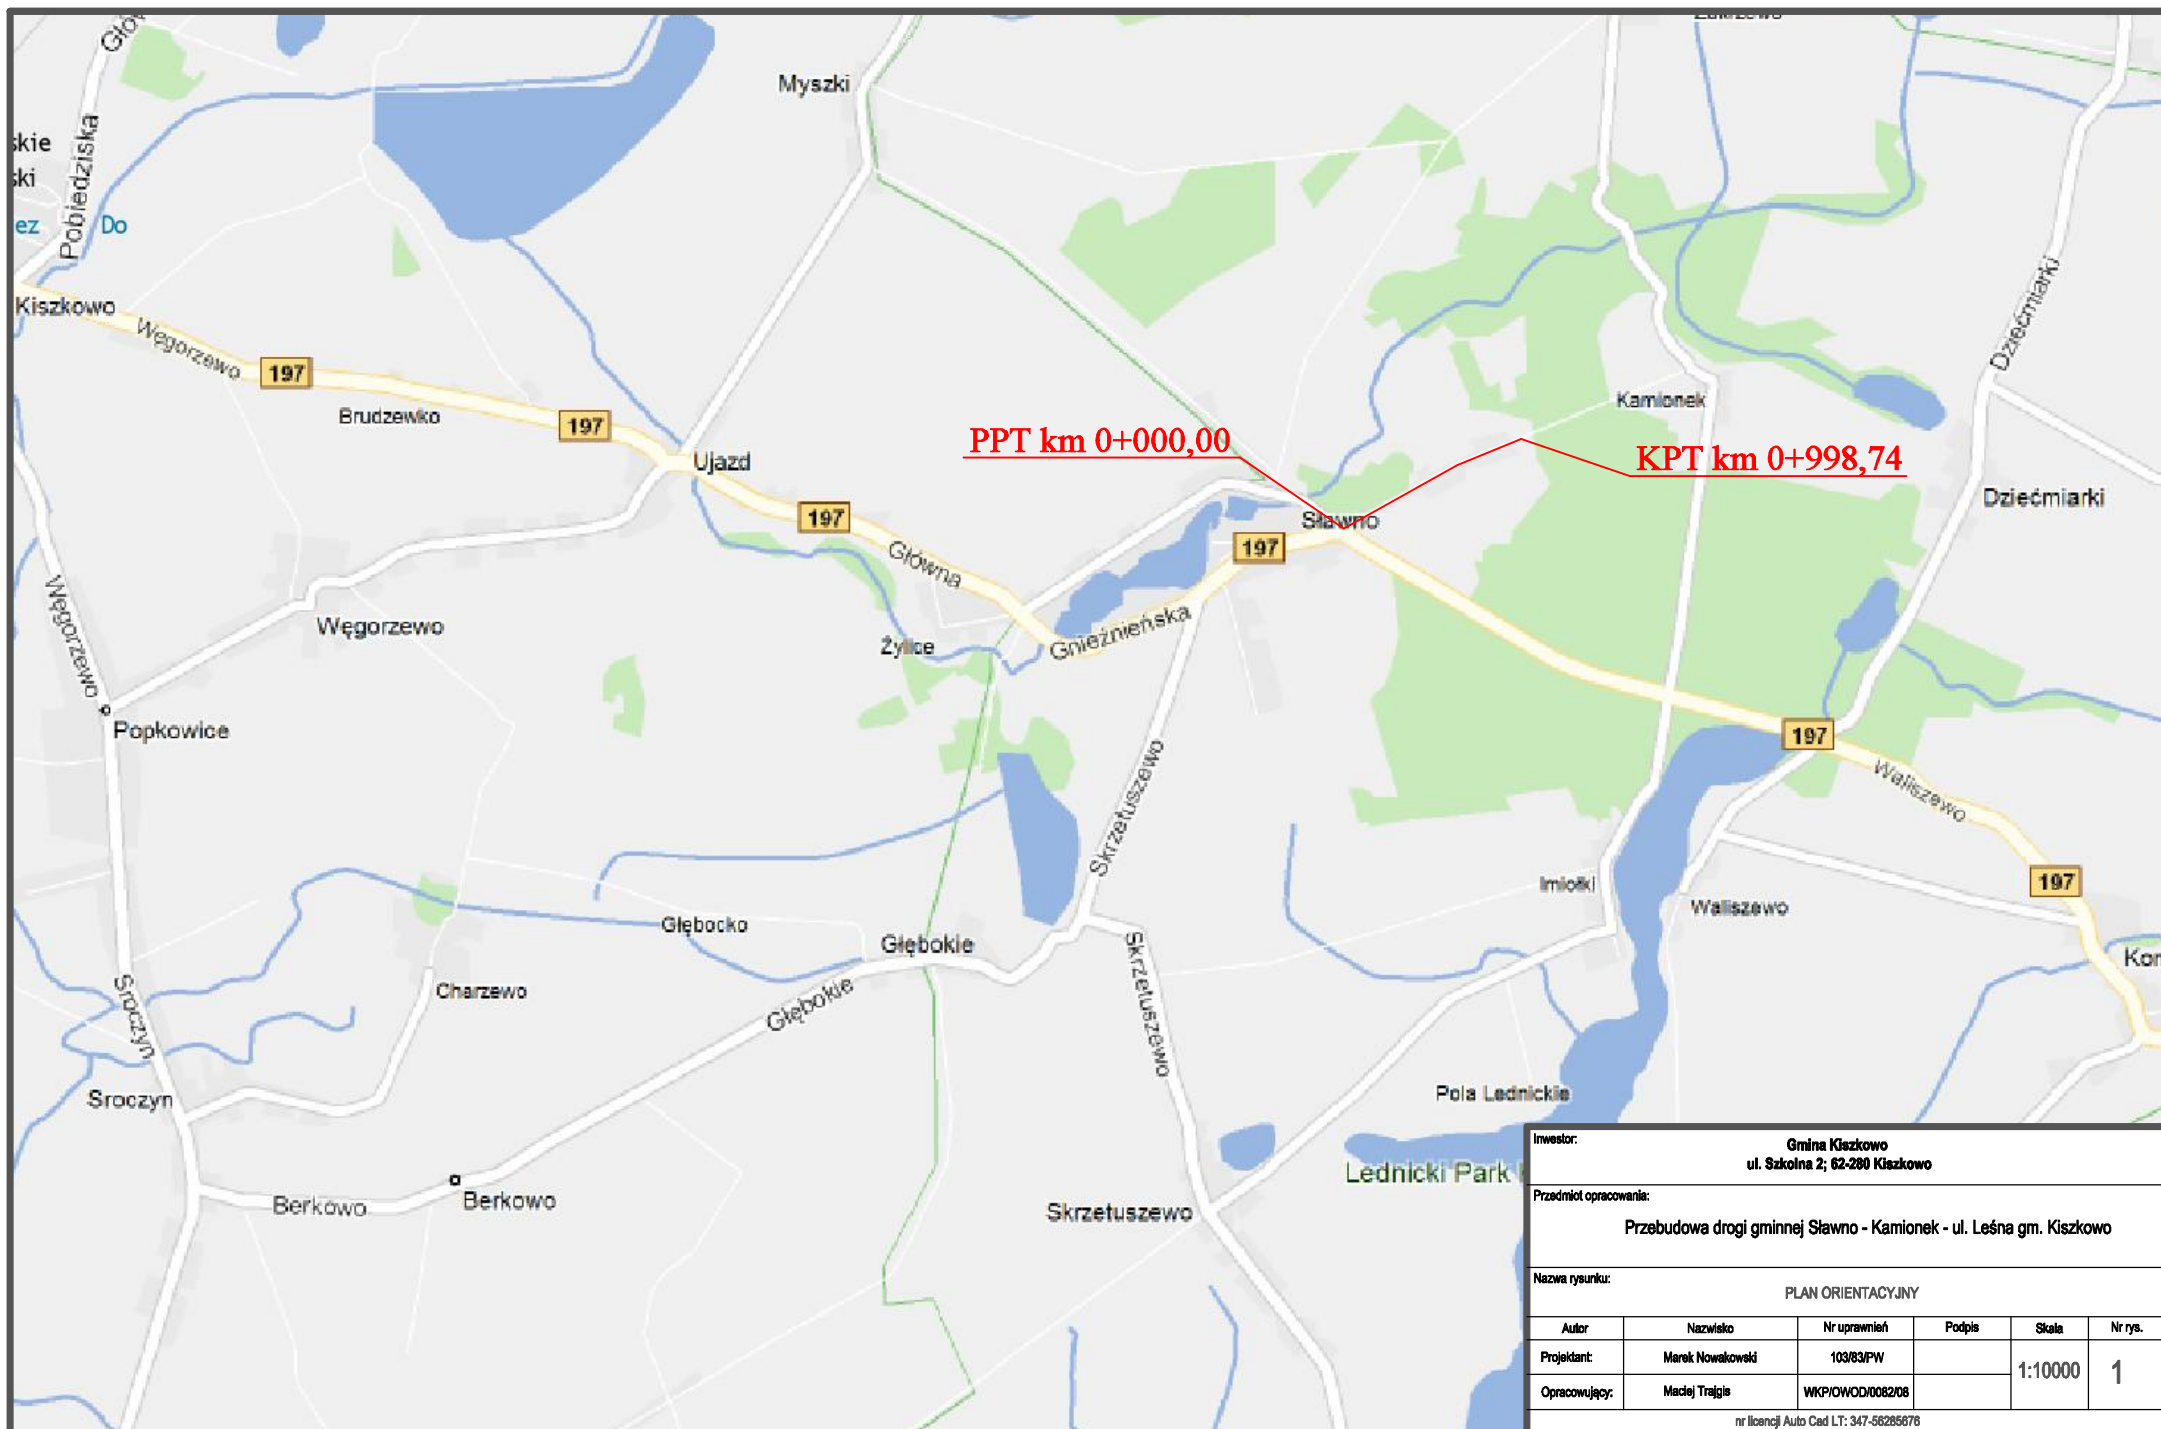 Zakrzewo
Myszki
Pobiedziska
skie
ski
ez
Do
Kiszkowo
Węgorzewo
197
Brudzewko
197
Ujazd
PPT km 0+000,00
KPT km 0+998,74
Kamionek
Dziećmiarki
Dziećmiarki
197
Sławno
197
Główna
Gnieźnieńska
Żylice
Węgorzewo
Węgorzewo
Popkowice
197
Waliszewo
Skrzetuszewo
197
Imiołki
Waliszewo
Głębocko
Głębokie
Głębokie
Skrzetuszewo
Kon
Charzewo
Sroczyn
Sroczyn
Pola Lednickie
Lednicki Park
Berkowo
Berkowo
Skrzetuszewo
Inwestor:
Gmina Kiszkowo
ul. Szkolna 2; 62-280 Kiszkowo
Przedmiot opracowania:
Przebudowa drogi gminnej Sławno - Kamionek - ul. Leśna gm. Kiszkowo
Nazwa rysunku:
PLAN ORIENTACYJNY
Autor Nazwisko Nr uprawnień Podpis Skala Nr rys.
Projektant: Marek Nowakowski 103/83/PW 1:10000 1
Opracowujący: Maciej Trajgis WKP/OWOD/0082/08
nr licencji Auto Cad LT: 347-56285676